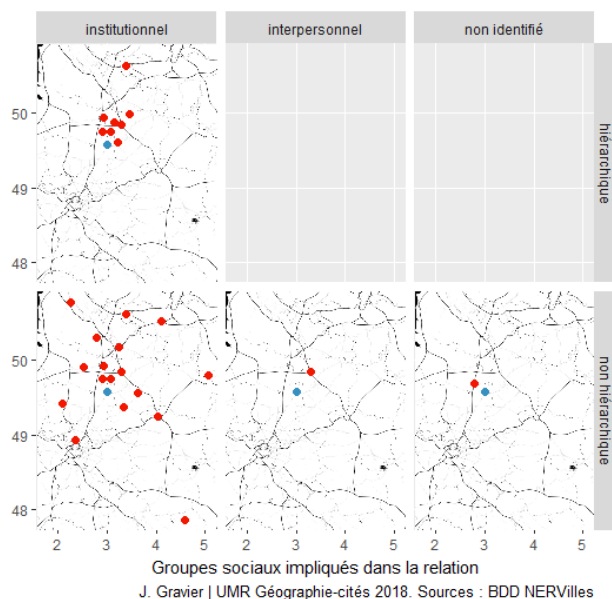 institutionnel interpersonnel non identifié
50
49
48
hiérarchique
50
49
48
non hiérarchique
2 3 4 5 2 3 4 5 2 3 4 5
Groupes sociaux impliqués dans la relation
J. Gravier | UMR Géographie-cités 2018. Sources : BDD NERVilles